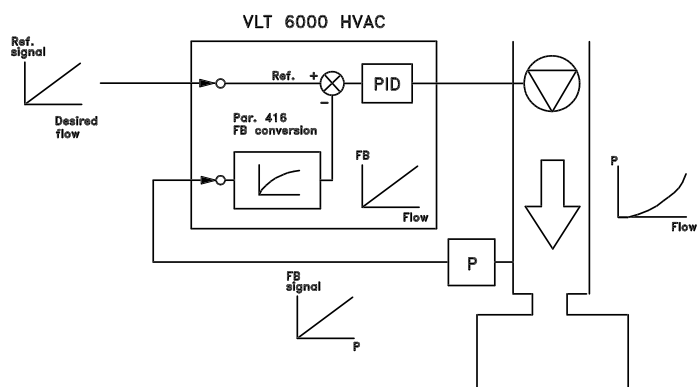 VLT 6000 HVAC
Ref.
signal
Desired
flow
Ref.
+
−
PID
Par. 416
FB conversion
FB
Flow
P
Flow
P
FB
signal
P